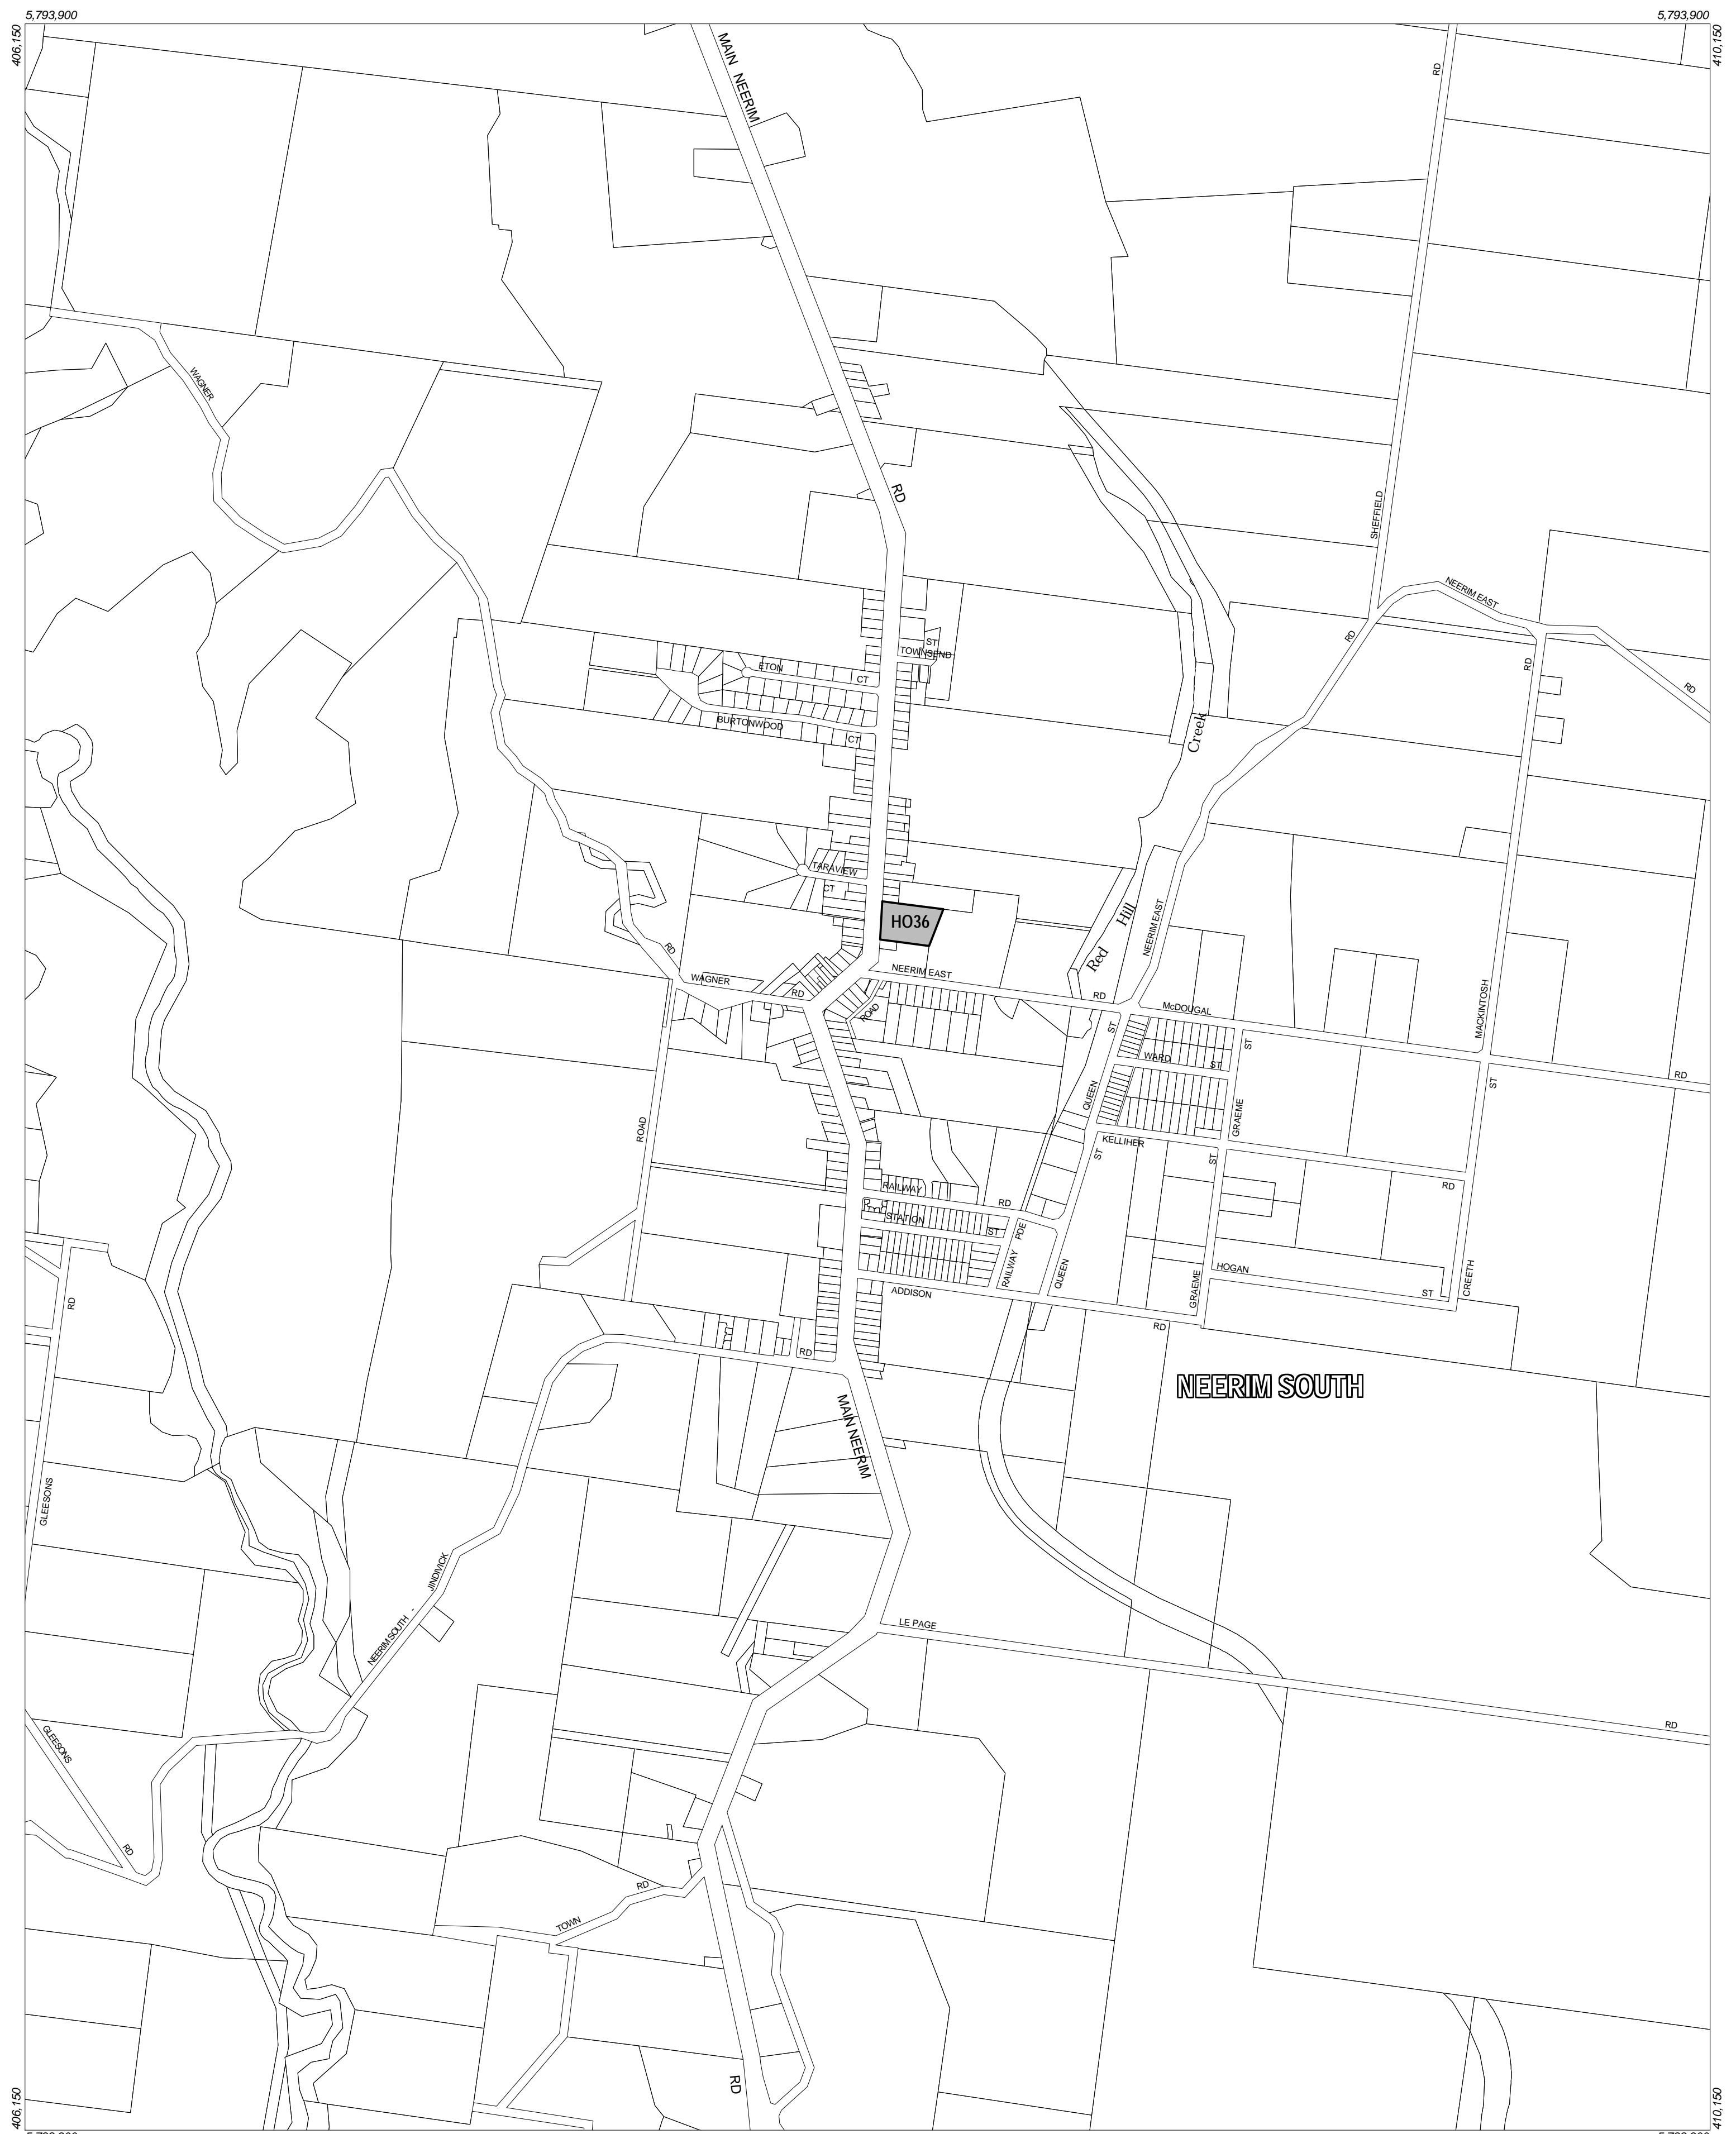 5,793,900
5,793,900
406,150
410,150
MAIN NEERIM
RD
WAGNER
RD
SHEFFIELD
NEERIM EAST
RD
RD
RD
ST
TOWNSEND
ETON
CT
BURTONWOOD
CT
Creek
TARAVIEW
CT
HO36
Hill
Red
NEERIM EAST
RD
WAGNER
RD
NEERIM EAST
RD
ROAD
McDOUGAL
MACKINTOSH
ST
WARD
ST
ST
RD
ST
QUEEN
GRAEME
ROAD
KELLIHER
ST
ST
RAILWAY
RD
RD
STATION
ST
PDE
RAILWAY
QUEEN
HOGAN
ST
CREETH
GRAEME
ADDISON
RD
RD
RD
NEERIM SOUTH
MAIN NEERIM
GLEESONS
JINDIVICK
NEERIM SOUTH -
LE PAGE
RD
GLEESONS
RD
RD
TOWN
RD
406,150
410,150